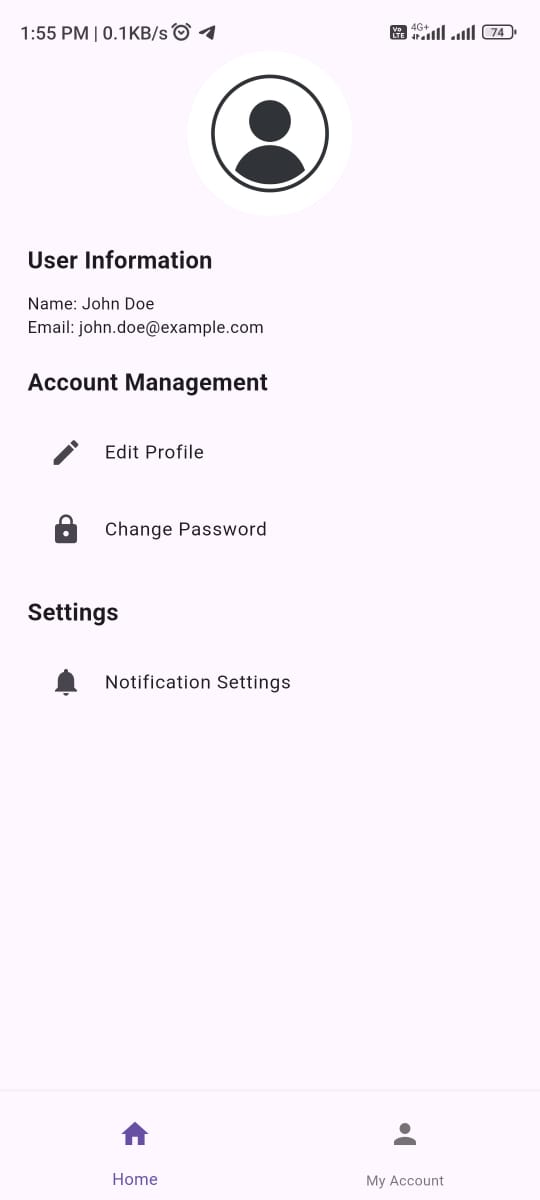 1:55 PM | 0.1KB/s Vo LTE 4G+ 74
User Information
Name: John Doe
Email: john.doe@example.com
Account Management
Edit Profile
Change Password
Settings
Notification Settings
Home My Account